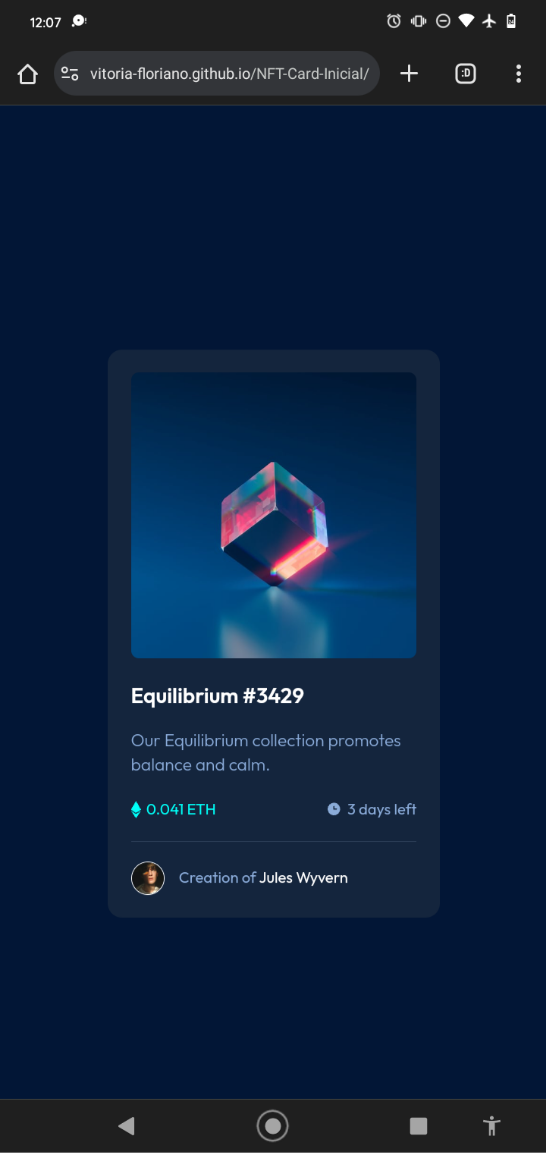 12:07
vitoria-floriano.github.io/NFT-Card-Inicial/
:D
Equilibrium #3429
Our Equilibrium collection promotes
balance and calm.
0.041 ETH
3 days left
Creation of Jules Wyvern